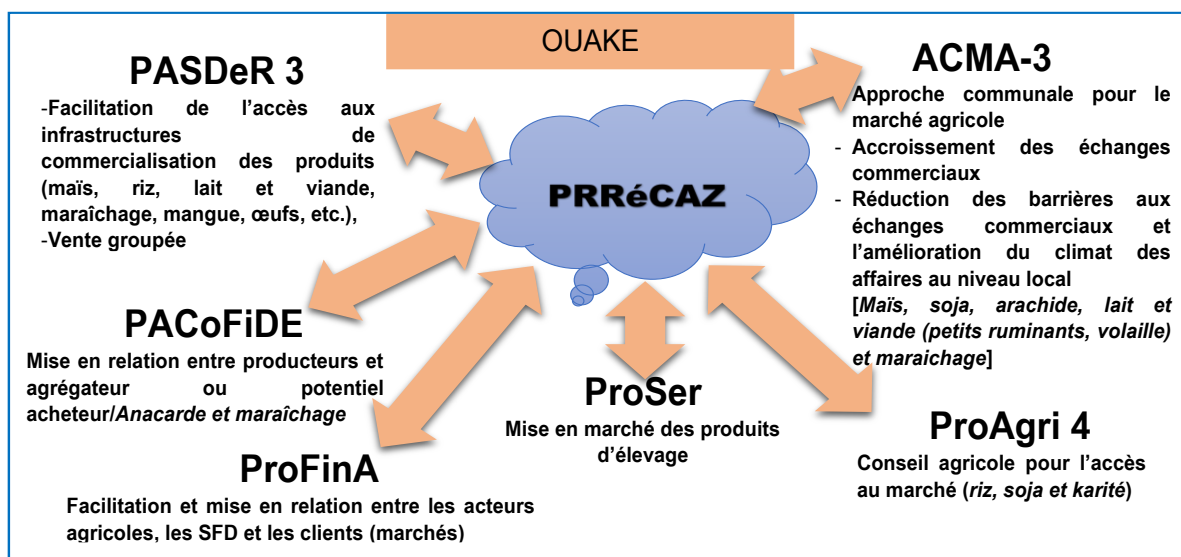 OUAKE
PASDeR 3
-Facilitation de l'accès aux
infrastructures de
commercialisation des produits
(maïs, riz, lait et viande,
maraîchage, mangue, œufs, etc.),
-Vente groupée
ACMA-3
Approche communale pour le
marché agricole
- Accroissement des échanges
commerciaux
- Réduction des barrières aux
échanges commerciaux et
l'amélioration du climat des
affaires au niveau local
[Maïs, soja, arachide, lait et
viande (petits ruminants, volaille)
et maraichage]
PRRéCAZ
PACoFiDE
Mise en relation entre producteurs et
agrégateur ou potentiel
acheteur/Anacarde et maraîchage
ProSer
Mise en marché des produits
d'élevage
ProAgri 4
Conseil agricole pour l'accès
au marché (riz, soja et karité)
ProFinA
Facilitation et mise en relation entre les acteurs
agricoles, les SFD et les clients (marchés)